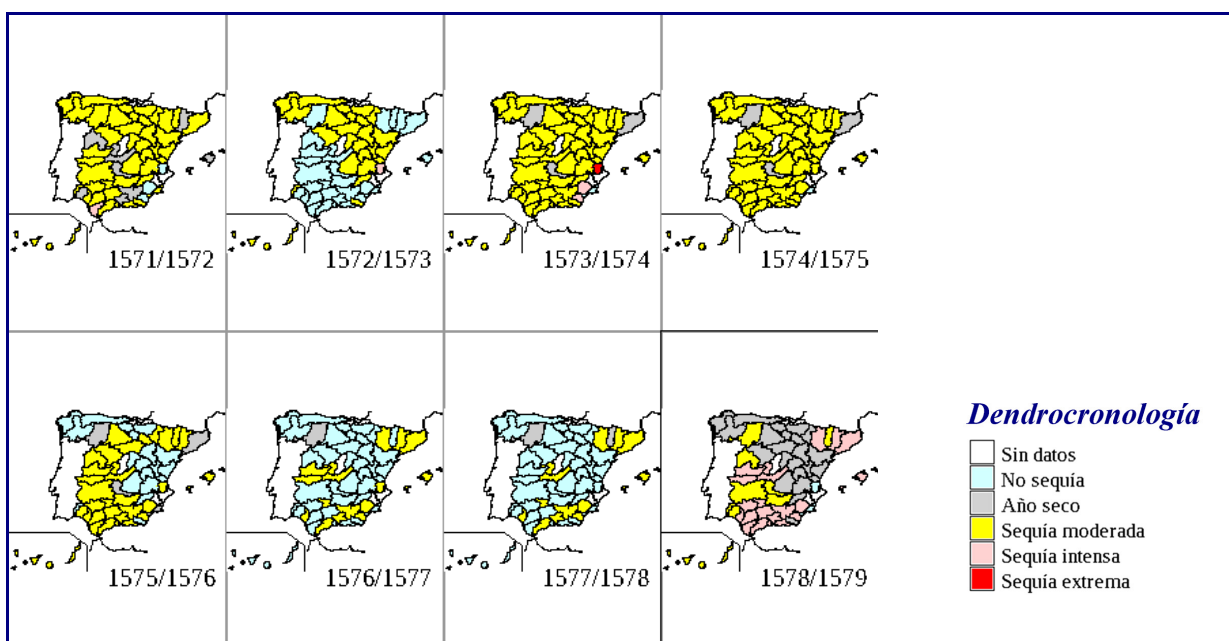 1571/1572
1572/1573
1573/1574
1574/1575
1575/1576
1576/1577
1577/1578
1578/1579
Dendrocronología
Sin datos
No sequía
Año seco
Sequía moderada
Sequía intensa
Sequía extrema